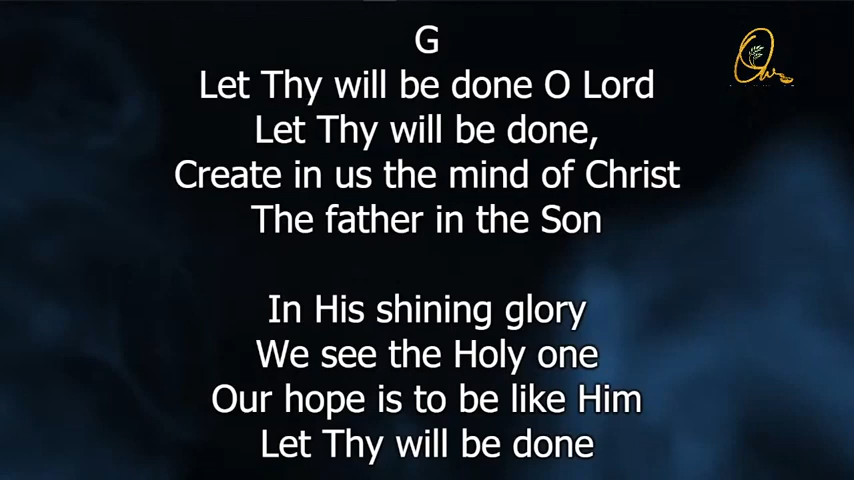 G
Let Thy will be done O Lord
Let Thy will be done,
Create in us the mind of Christ
The father in the Son
In His shining glory
We see the Holy one
Our hope is to be like Him
Let Thy will be done